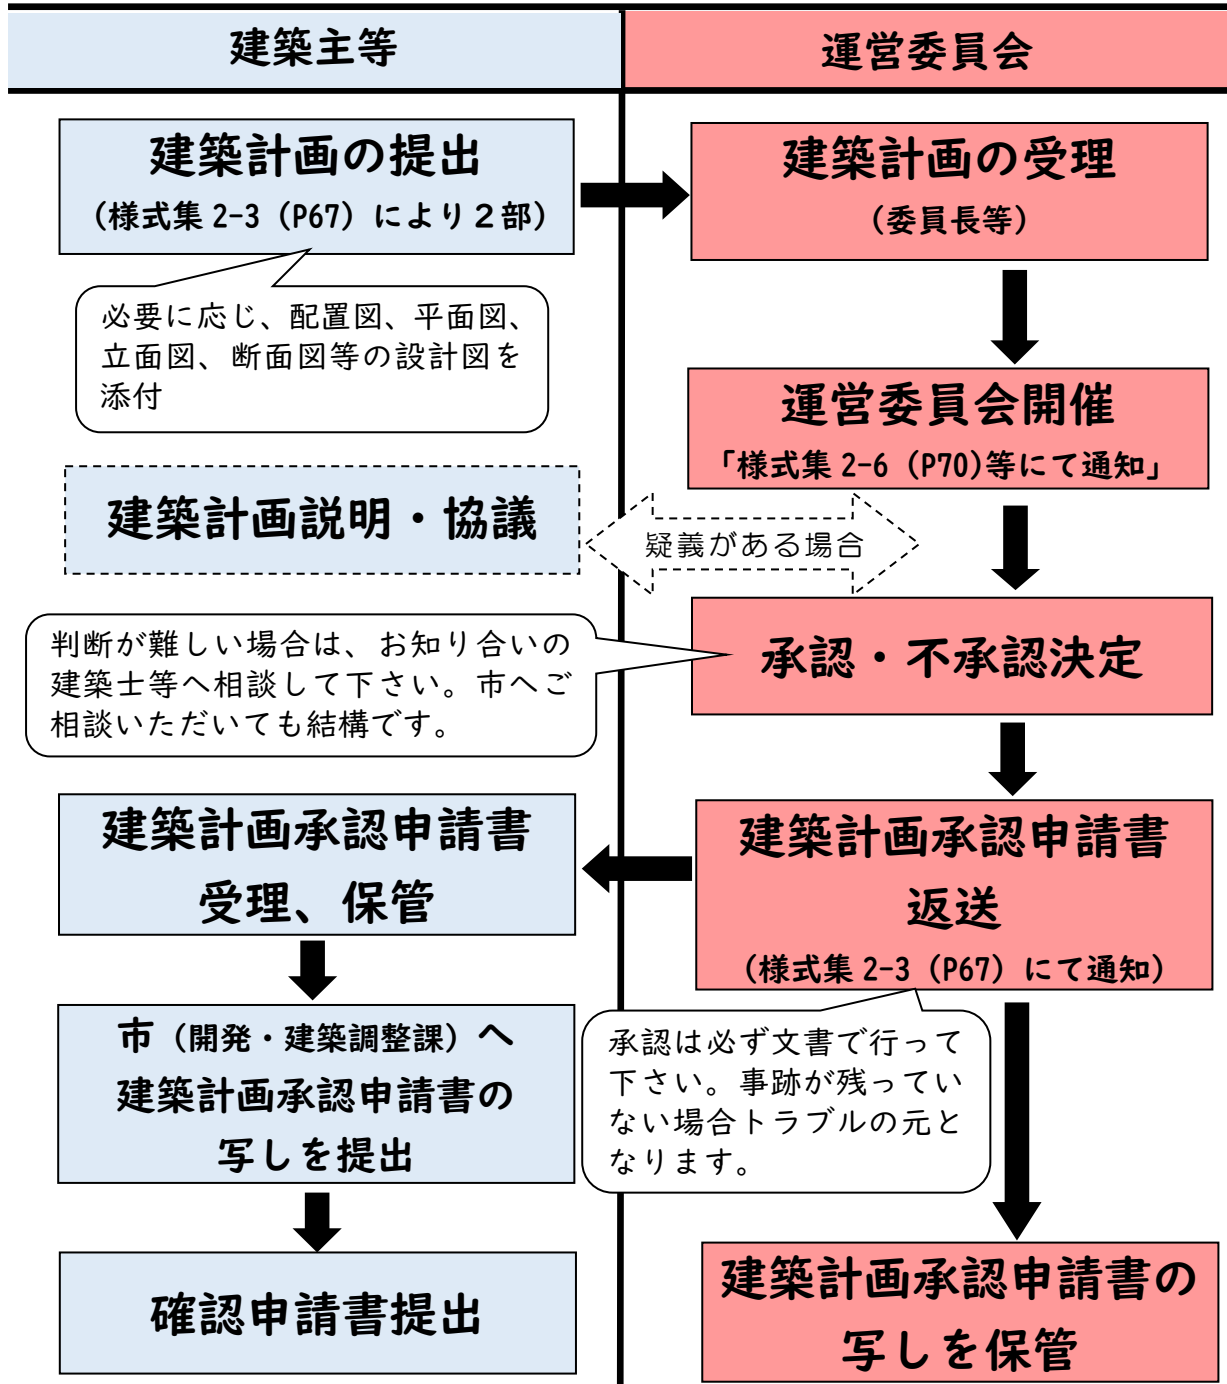 建築主等
運営委員会
建築計画の提出
（様式集 2-3（P67）により２部）
建築計画の受理
（委員長等）
必要に応じ、配置図、平面図、
立面図、断面図等の設計図を
添付
運営委員会開催
「様式集 2-6（P70)等にて通知」
建築計画説明・協議
疑義がある場合
判断が難しい場合は、お知り合いの
建築士等へ相談して下さい。市へご
相談いただいても結構です。
承認・不承認決定
建築計画承認申請書
受理、保管
建築計画承認申請書
返送
（様式集 2-3（P67）にて通知）
市（開発・建築調整課）へ
建築計画承認申請書の
写しを提出
承認は必ず文書で行って
下さい。事跡が残ってい
ない場合トラブルの元と
なります。
確認申請書提出
建築計画承認申請書の
写しを保管